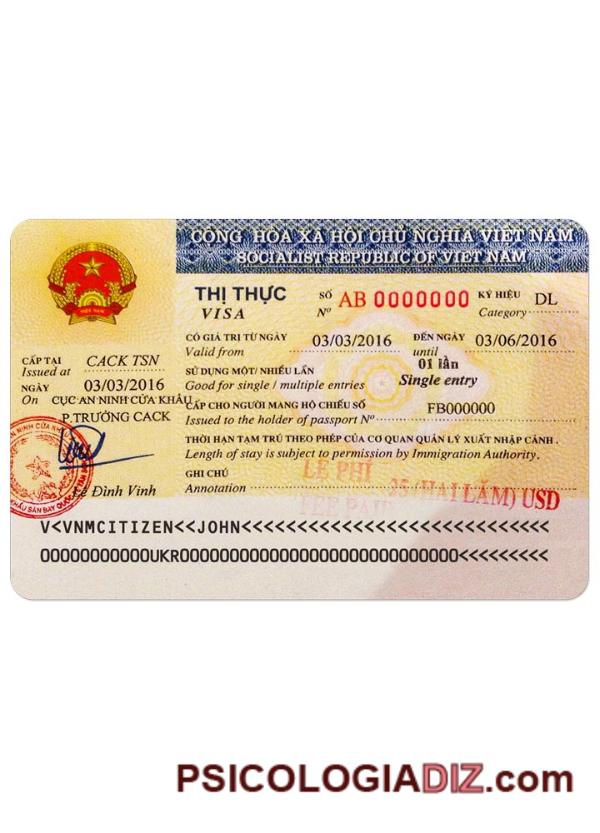 CỘNG HÒA XÃ HỘI CHỦ NGHĨA VIỆT NAM
SOCIALIST REPUBLIC OF VIET NAM
THỊ THỰC
VISA
SỐ
Nº
AB 0000000
KÝ HIỆU
Category
DL
CÓ GIÁ TRỊ TỪ NGÀY
Valid from
03/03/2016
ĐẾN NGÀY
until
03/06/2016
CẤP TẠI
Issued at
CACK TSN
NGÀY
On
03/03/2016
CỤC AN NINH CỬA KHẨU
P.TRƯỞNG CACK
Lê Đình Vinh
SỬ DỤNG MỘT/ NHIỀU LẦN
Good for single / multiple entries
01 lần
Single entry
CẤP CHO NGƯỜI MANG HỘ CHIẾU SỐ
Issued to the holder of passport Nº
FB000000
THỜI HẠN TẠM TRÚ THEO PHÉP CỦA CƠ QUAN QUẢN LÝ XUẤT NHẬP CẢNH .
Length of stay is subject to permission by Immigration Authority.
GHI CHÚ
Annotation
LỆ PHÍ
FEE PAID
25 (HAI LĂM) USD
V<VNMCITIZEN<<JOHN<<<<<<<<<<<<<<<<<<<<<<<<<<<
00000000000UKR0000000000000000000000000000<<<<<<<<<
PSICOLOGIADIZ.com